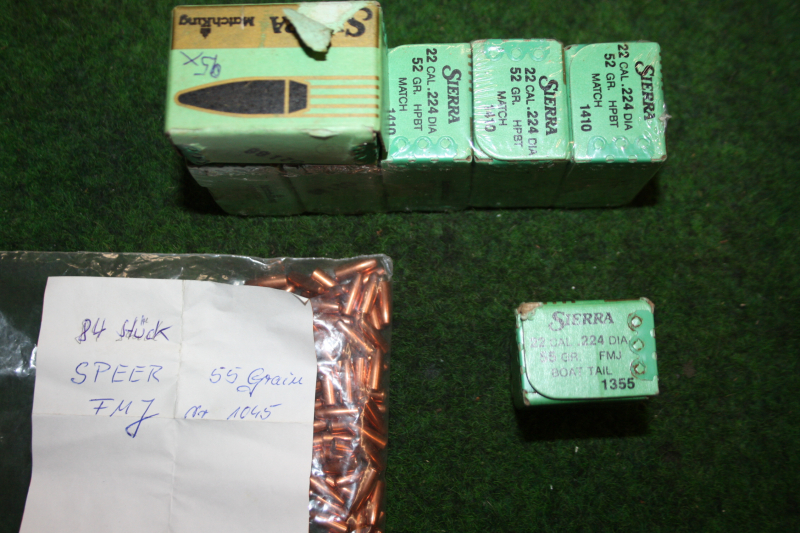 SIERRA
MatchKing
95x
SIERRA
22 CAL .224 DIA
52 GR. HPBT
MATCH
1410
SIERRA
22 CAL .224 DIA
52 GR. HPBT
MATCH
1410
SIERRA
22 CAL .224 DIA
52 GR. HPBT
MATCH
1410
84 Stück
SPEER 55 Grain
FMJ Nr 1045
SIERRA
22 CAL .224 DIA
55 GR. FMJ
BOAT TAIL
1355